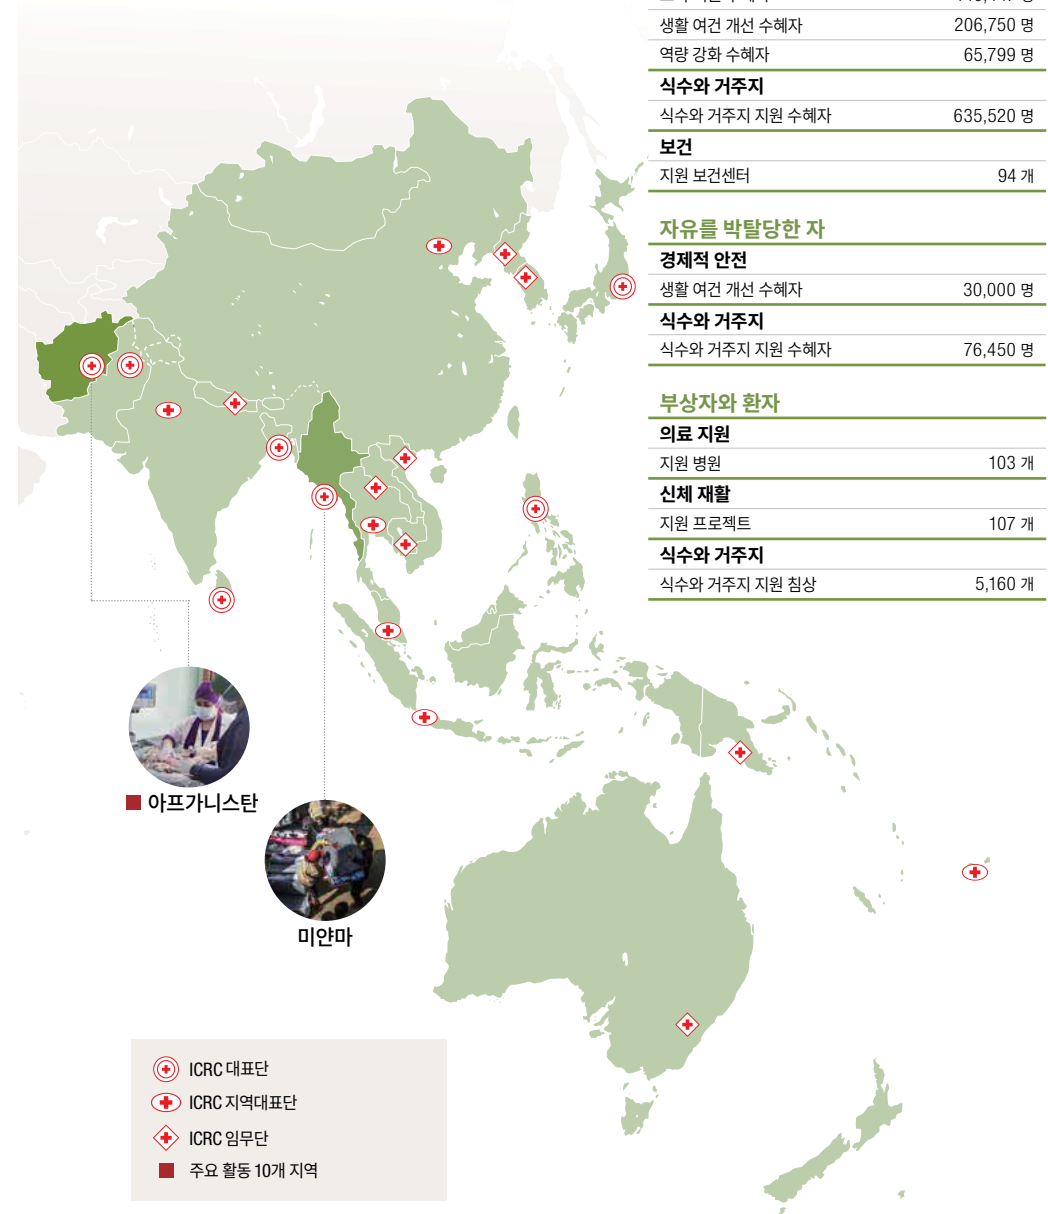 생활 여건 개선 수혜자 206,750 명
역량 강화 수혜자 65,799 명
식수와 거주지
식수와 거주지 지원 수혜자 635,520 명
보건
지원 보건센터 94 개
자유를 박탈당한 자
경제적 안전
생활 여건 개선 수혜자 30,000 명
식수와 거주지
식수와 거주지 지원 수혜자 76,450 명
부상자와 환자
의료 지원
지원 병원 103 개
신체 재활
지원 프로젝트 107 개
식수와 거주지
식수와 거주지 지원 침상 5,160 개
아프가니스탄
미얀마
ICRC 대표단
ICRC 지역대표단
ICRC 임무단
주요 활동 10개 지역